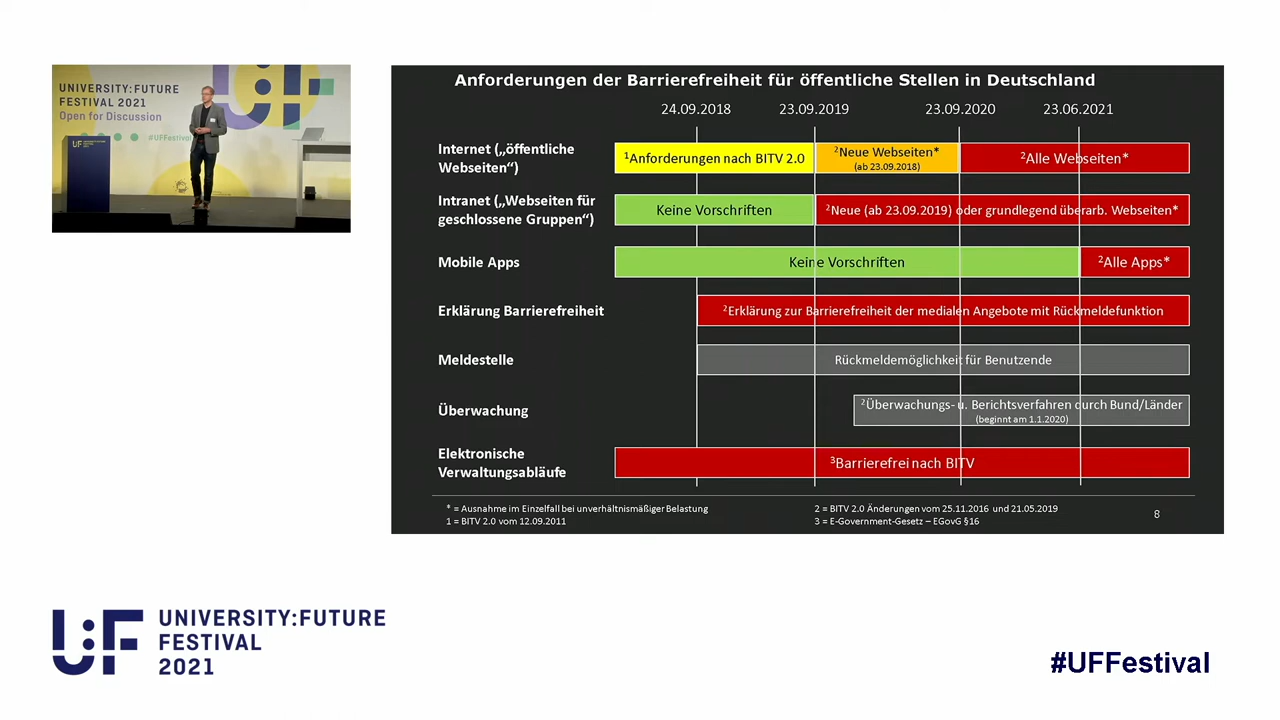 UNIVERSITY:FUTURE
FESTIVAL 2021
Open for Discussion
#UFFestival
U:F
Anforderungen der Barrierefreiheit für öffentliche Stellen in Deutschland
24.09.2018 23.09.2019 23.09.2020 23.06.2021
Internet („öffentliche
Webseiten“)
¹Anforderungen nach BITV 2.0
²Neue Webseiten*
(ab 23.09.2018)
²Alle Webseiten*
Intranet („Webseiten für
geschlossene Gruppen“)
Keine Vorschriften
²Neue (ab 23.09.2019) oder grundlegend überarb. Webseiten*
Mobile Apps
Keine Vorschriften
²Alle Apps*
Erklärung Barrierefreiheit
²Erklärung zur Barrierefreiheit der medialen Angebote mit Rückmeldefunktion
Meldestelle
Rückmeldemöglichkeit für Benutzende
Überwachung
²Überwachungs- u. Berichtsverfahren durch Bund/Länder
(beginnt am 1.1.2020)
Elektronische
Verwaltungsabläufe
³Barrierefrei nach BITV
* = Ausnahme im Einzelfall bei unverhältnismäßiger Belastung
1 = BITV 2.0 vom 12.09.2011
2 = BITV 2.0 Änderungen vom 25.11.2016 und 21.05.2019
3 = E-Government-Gesetz – EGovG §16
8
U:F
UNIVERSITY:FUTURE
FESTIVAL
2021
#UFFestival